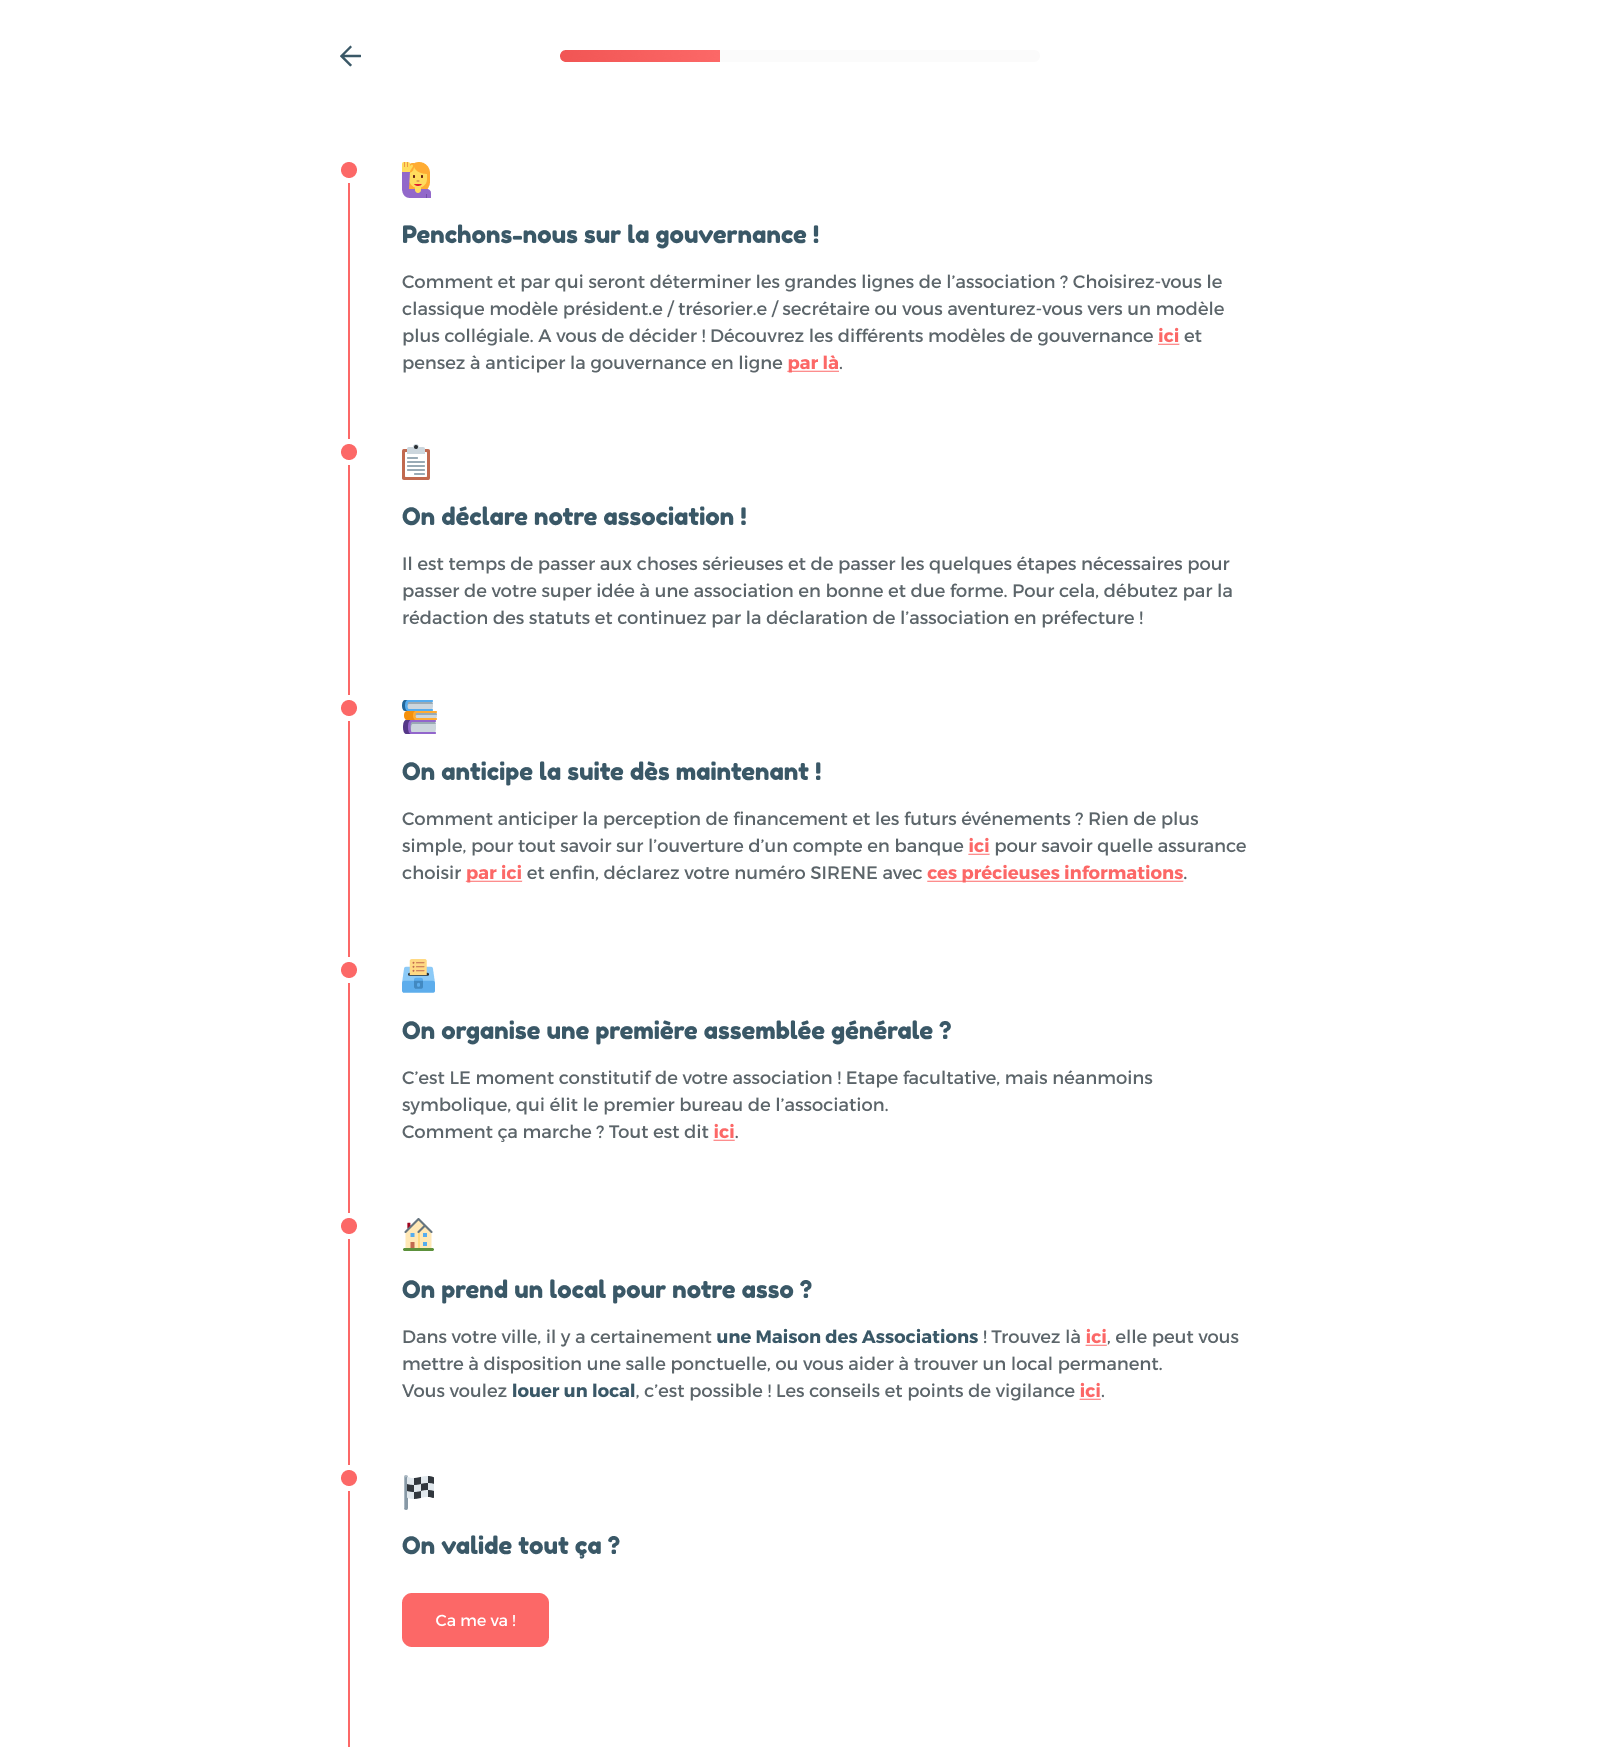 Penchons-nous sur la gouvernance !
Comment et par qui seront déterminer les grandes lignes de l’association ? Choisirez-vous le
classique modèle président.e / trésorier.e / secrétaire ou vous aventurez-vous vers un modèle
plus collégiale. A vous de décider ! Découvrez les différents modèles de gouvernance ici et
pensez à anticiper la gouvernance en ligne par là.
On déclare notre association !
Il est temps de passer aux choses sérieuses et de passer les quelques étapes nécessaires pour
passer de votre super idée à une association en bonne et due forme. Pour cela, débutez par la
rédaction des statuts et continuez par la déclaration de l’association en préfecture !
On anticipe la suite dès maintenant !
Comment anticiper la perception de financement et les futurs événements ? Rien de plus
simple, pour tout savoir sur l’ouverture d’un compte en banque ici pour savoir quelle assurance
choisir par ici et enfin, déclarez votre numéro SIRENE avec ces précieuses informations.
On organise une première assemblée générale ?
C’est LE moment constitutif de votre association ! Etape facultative, mais néanmoins
symbolique, qui élit le premier bureau de l’association.
Comment ça marche ? Tout est dit ici.
On prend un local pour notre asso ?
Dans votre ville, il y a certainement une Maison des Associations ! Trouvez là ici, elle peut vous
mettre à disposition une salle ponctuelle, ou vous aider à trouver un local permanent.
Vous voulez louer un local, c’est possible ! Les conseils et points de vigilance ici.
On valide tout ça ?
Ca me va !